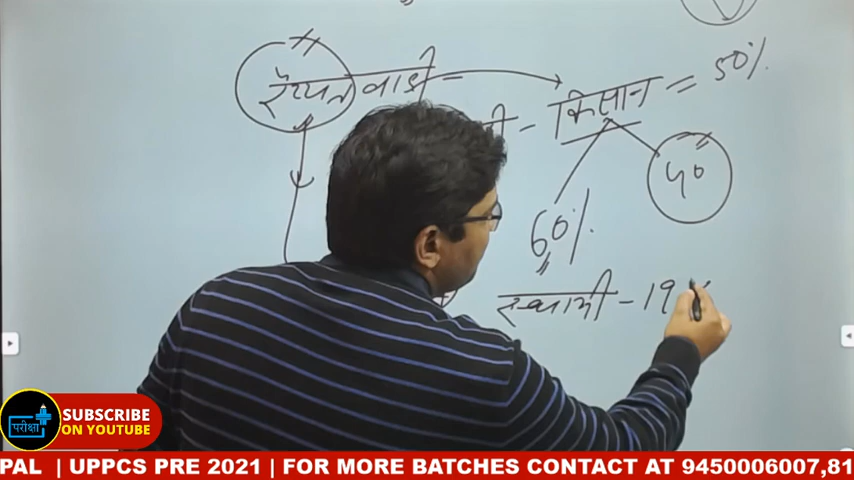 रैय्यतवाडी = किसान = 50%
५०
60%
स्थामी - 19
परीक्षा
SUBSCRIBE
ON YOUTUBE
PAL | UPPCS PRE 2021 | FOR MORE BATCHES CONTACT AT 9450006007,81